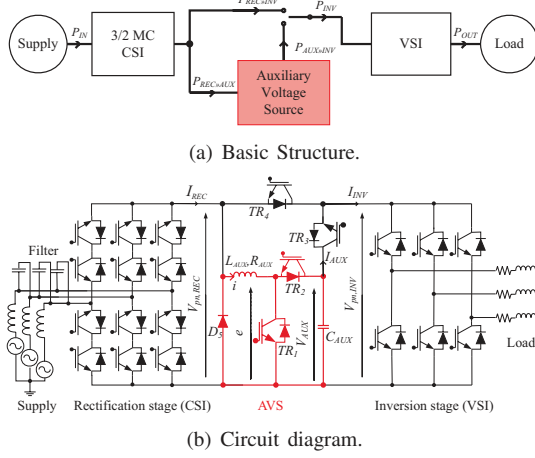 P_IN
P_REC»INV
P_INV
P_OUT
Supply
3/2 MC
CSI
P_REC»AUX
P_AUX»INV
Auxiliary
Voltage
Source
VSI
Load
(a) Basic Structure.
I_REC
TR_4
I_INV
Filter
V_pn,REC
L_AUX,R_AUX
i
TR_2
TR_3
I_AUX
V_pn,INV
D_5
e
TR_1
V_AUX
C_AUX
Load
Supply
Rectification stage (CSI)
AVS
Inversion stage (VSI)
(b) Circuit diagram.